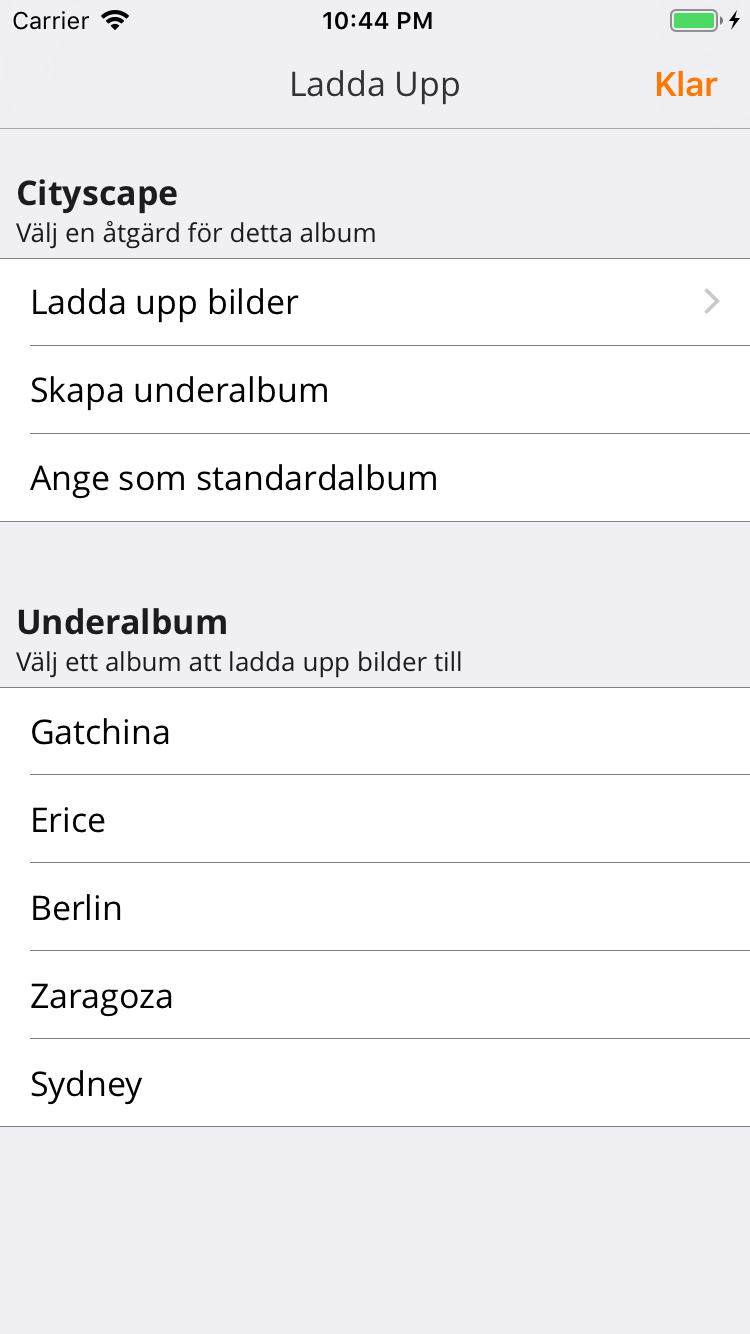 Carrier 10:44 PM
Ladda Upp Klar
Cityscape
Välj en åtgärd för detta album
Ladda upp bilder
Skapa underalbum
Ange som standardalbum
Underalbum
Välj ett album att ladda upp bilder till
Gatchina
Erice
Berlin
Zaragoza
Sydney